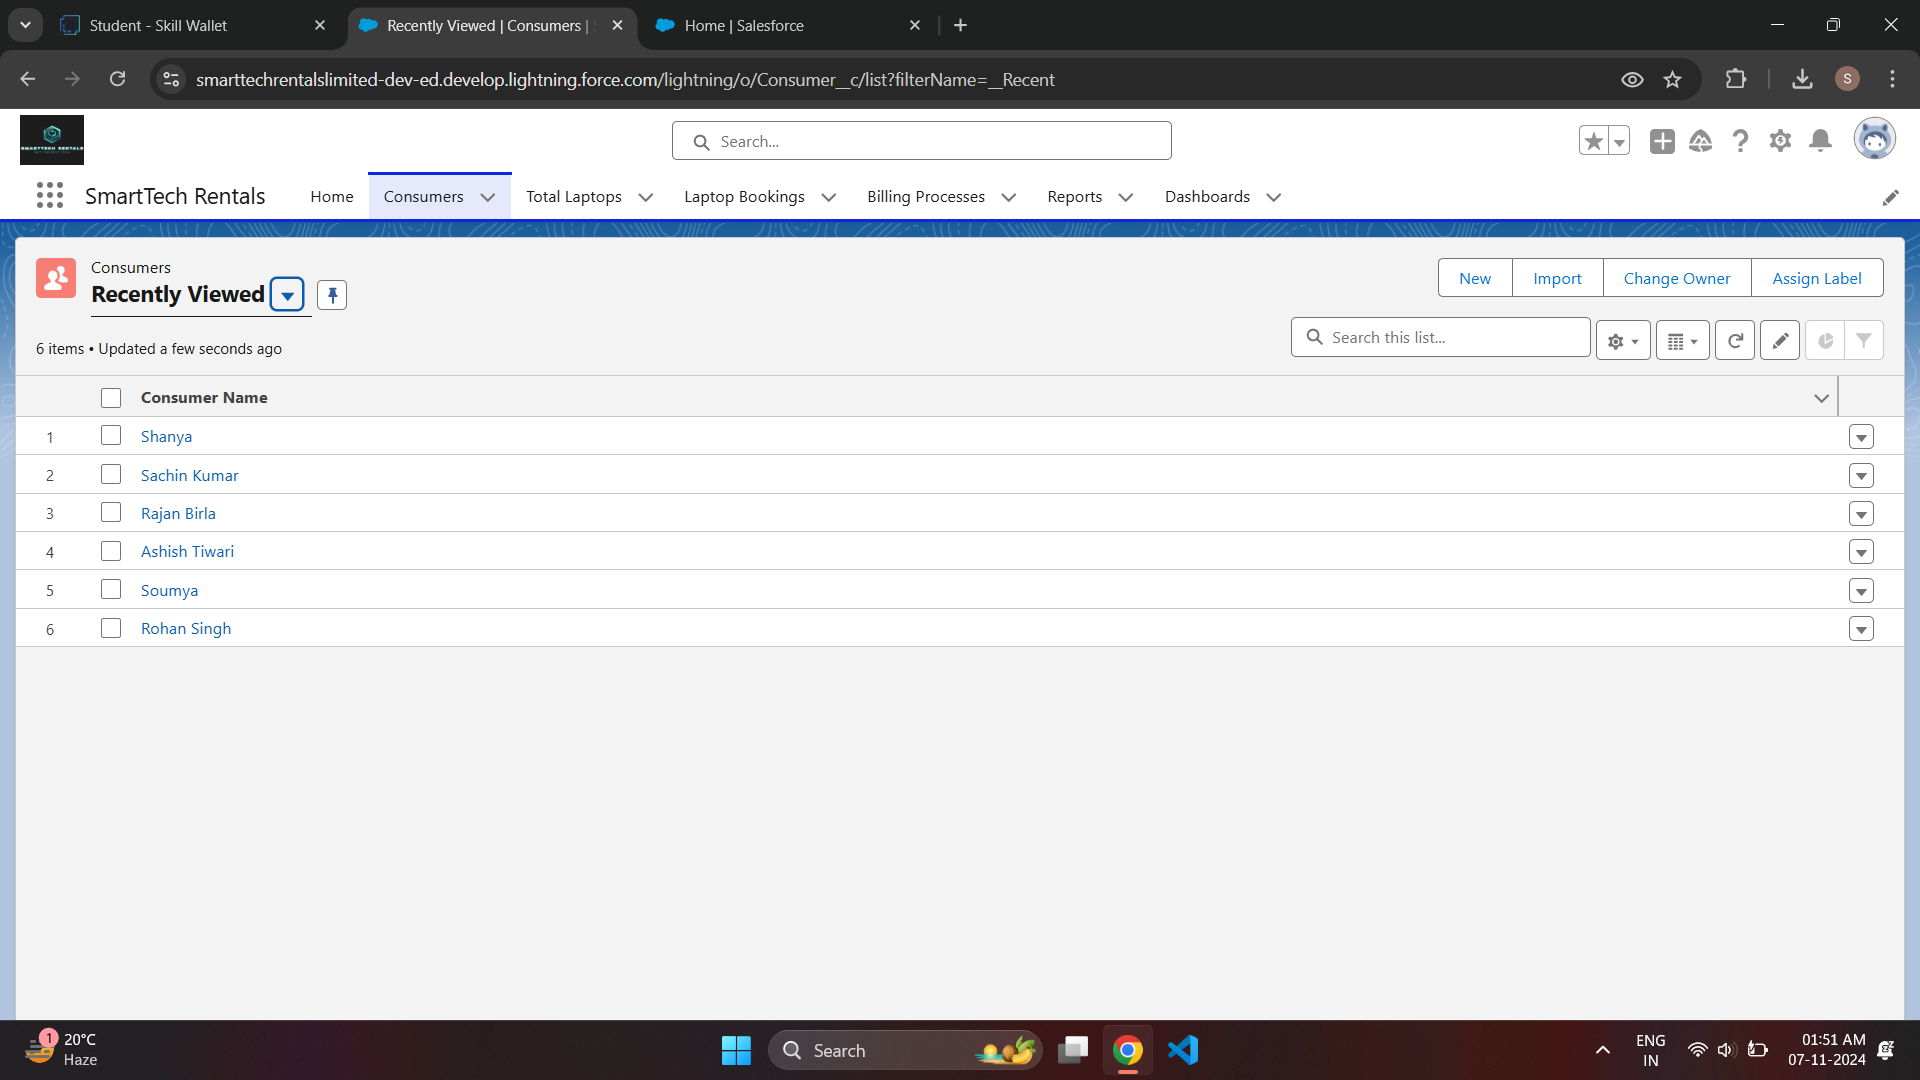 Student - Skill Wallet
Recently Viewed | Consumers |
Home | Salesforce
smarttechrentalslimited-dev-ed.develop.lightning.force.com/lightning/o/Consumer__c/list?filterName=__Recent
S
SMARTTECH RENTALS
Search...
SmartTech Rentals
Home
Consumers
Total Laptops
Laptop Bookings
Billing Processes
Reports
Dashboards
Consumers
Recently Viewed
New
Import
Change Owner
Assign Label
6 items • Updated a few seconds ago
Search this list...
Consumer Name
1 Shanya
2 Sachin Kumar
3 Rajan Birla
4 Ashish Tiwari
5 Soumya
6 Rohan Singh
1
20°C
Haze
Search
ENG
IN
01:51 AM
07-11-2024